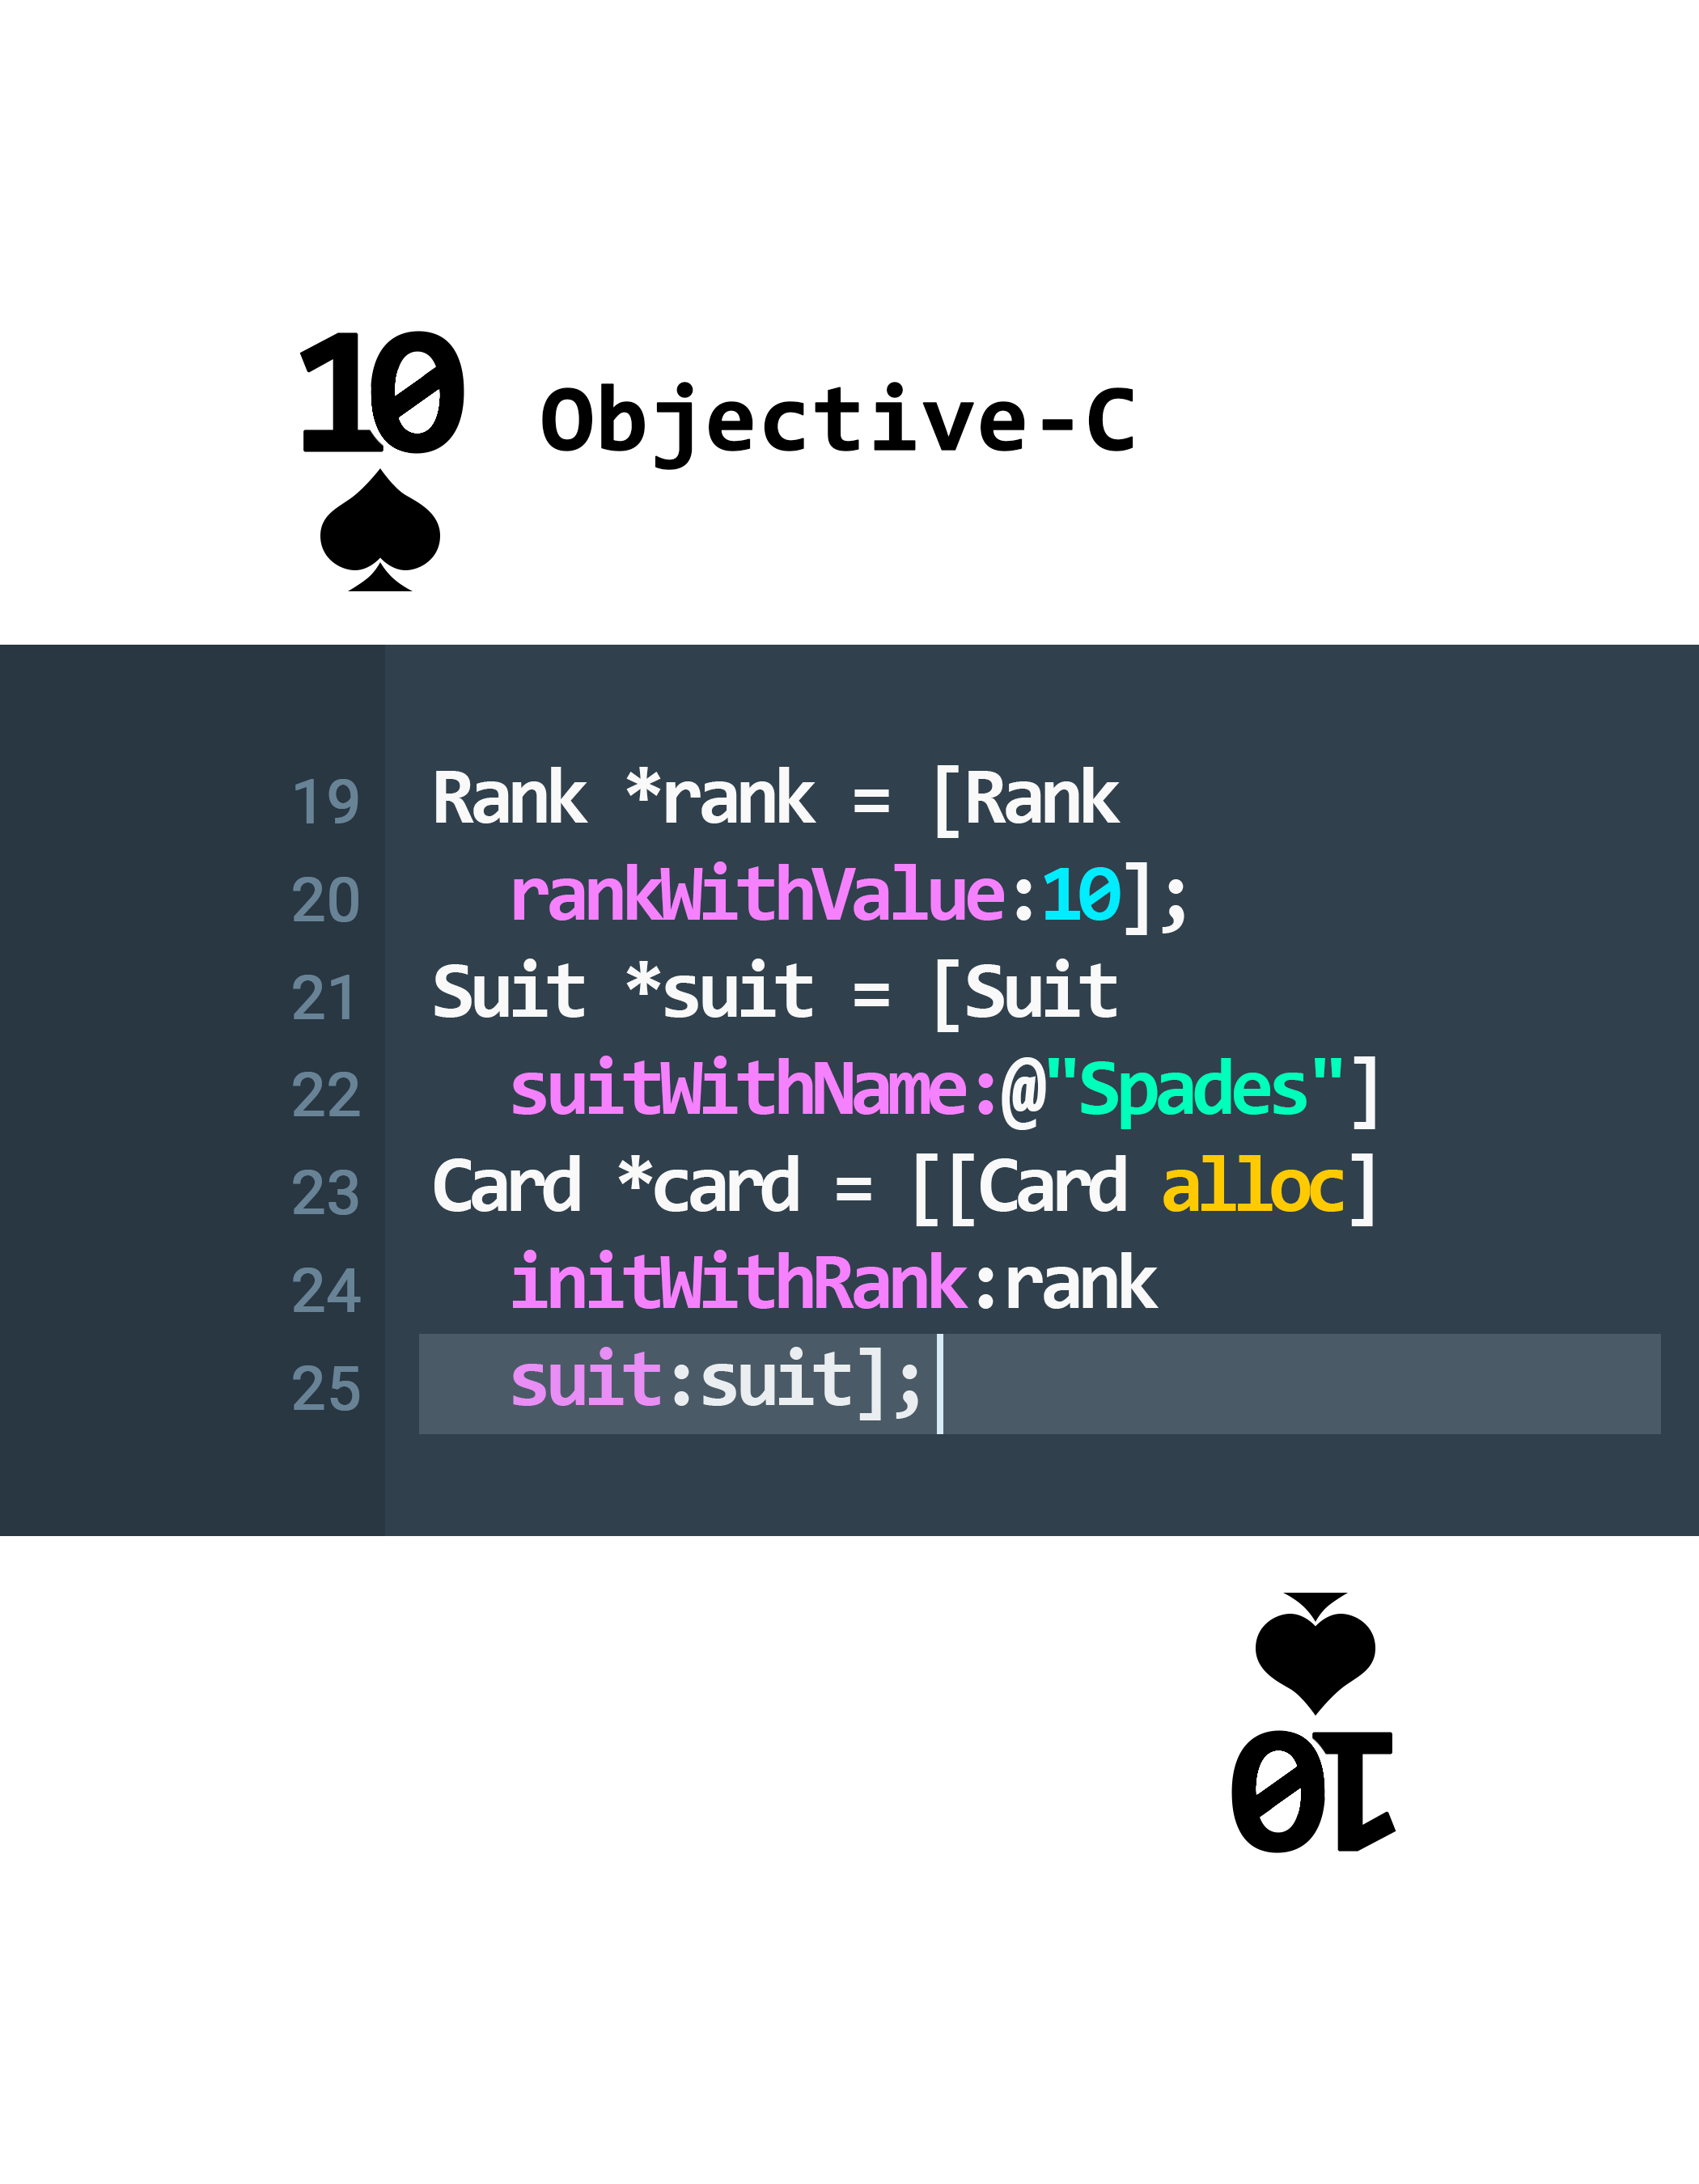 10 Objective-C
19 Rank *rank = [Rank
20   rankWithValue:10];
21 Suit *suit = [Suit
22   suitWithName:@"Spades"]
23 Card *card = [[Card alloc]
24   initWithRank:rank
25   suit:suit];
10